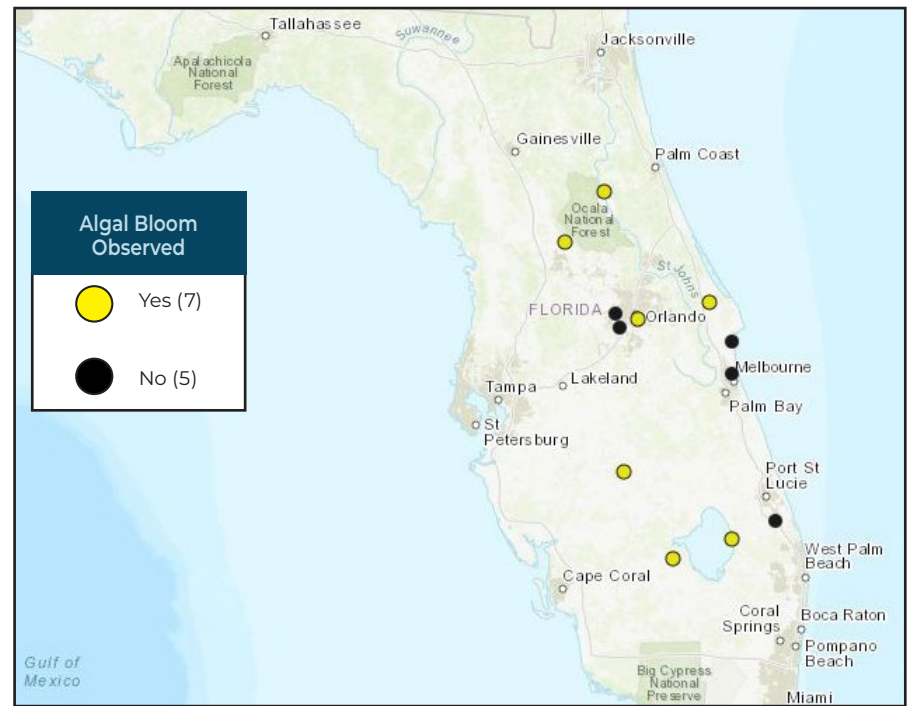 Tallahassee
Suwannee
Jacksonville
Apalachicola
National
Forest
Gainesville
Palm Coast
Algal Bloom
Observed
Yes (7)
No (5)
Ocala
National
Forest
St Johns
FLORIDA
Orlando
Melbourne
Lakeland
Tampa
Palm Bay
St
Petersburg
Port St
Lucie
West Palm
Beach
Cape Coral
Coral
Springs
Boca Raton
Pompano
Beach
Gulf of
Mexico
Big Cypress
National
Preserve
Miami